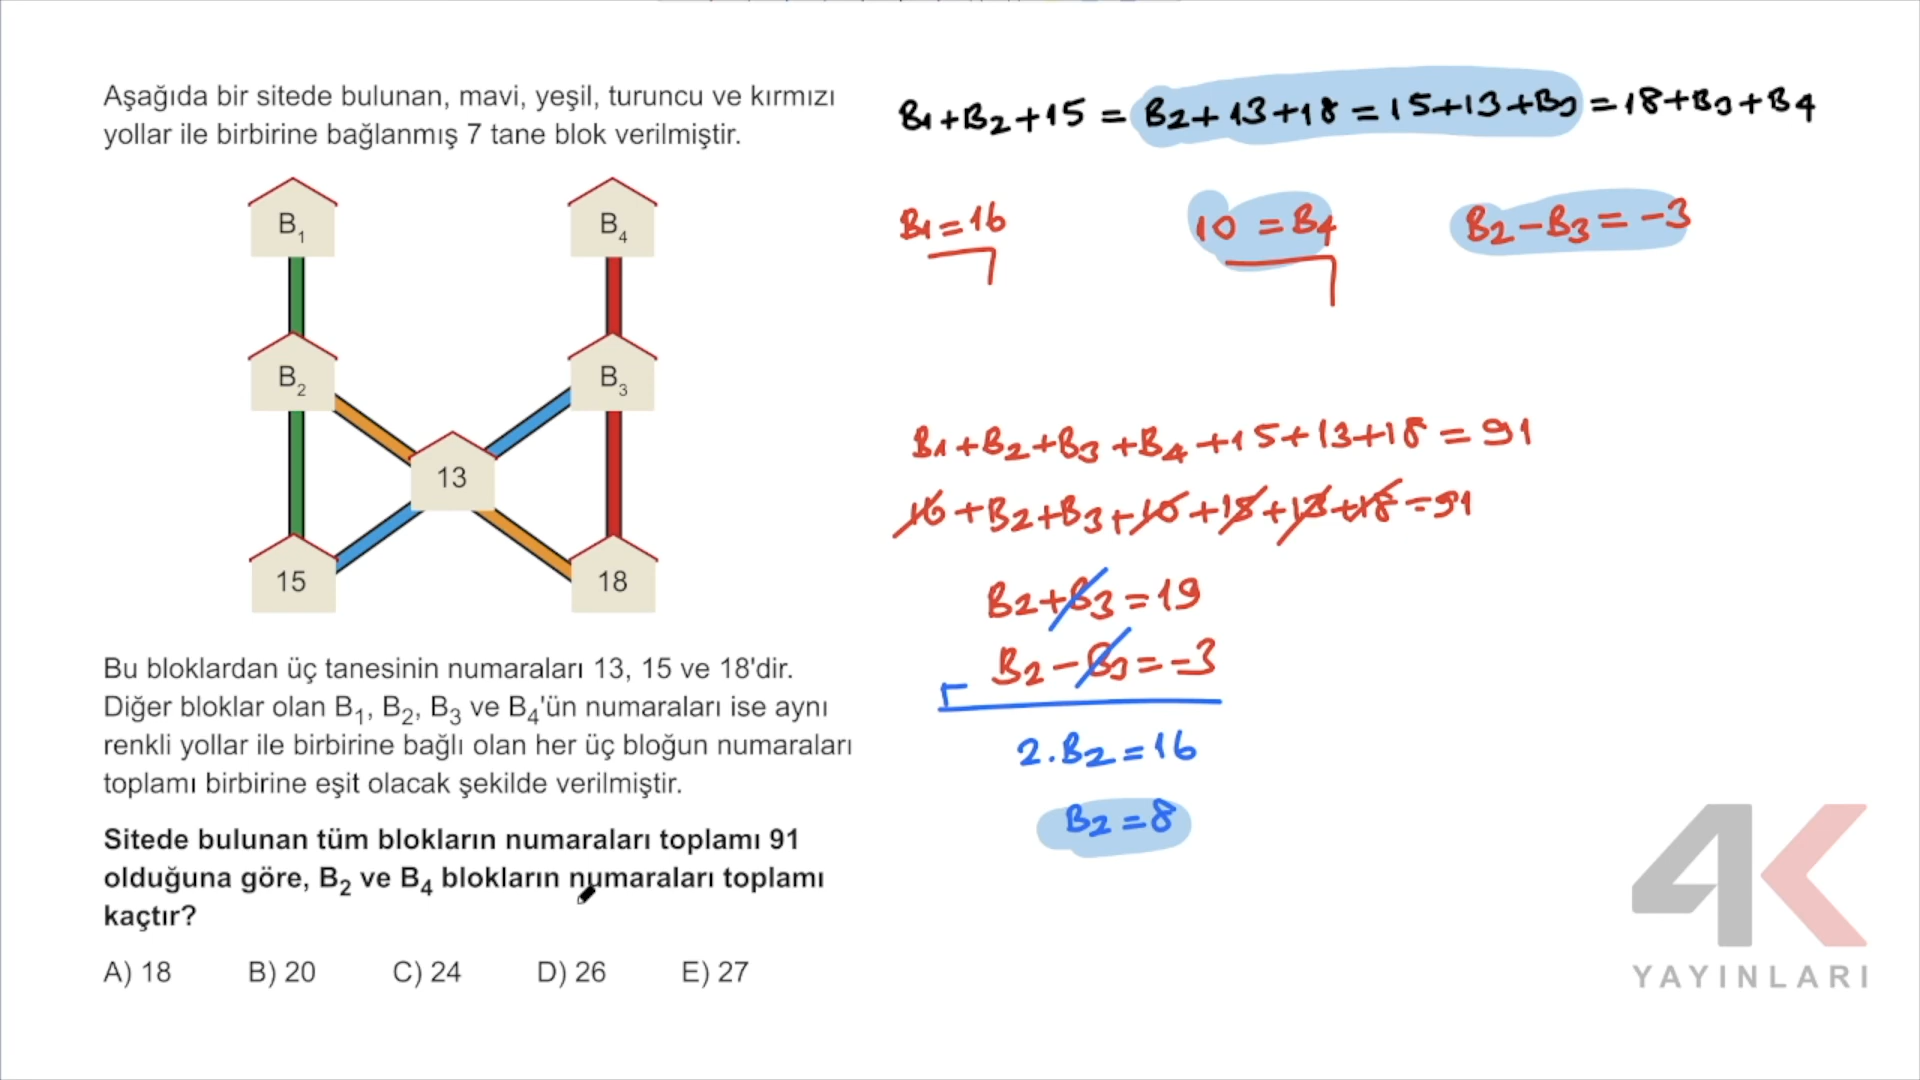 Aşağıda bir sitede bulunan, mavi, yeşil, turuncu ve kırmızı
yollar ile birbirine bağlanmış 7 tane blok verilmiştir.
B₁
B₄
B₂
B₃
13
15
18
Bu bloklardan üç tanesinin numaraları 13, 15 ve 18'dir.
Diğer bloklar olan B₁, B₂, B₃ ve B₄'ün numaraları ise aynı
renkli yollar ile birbirine bağlı olan her üç bloğun numaraları
toplamı birbirine eşit olacak şekilde verilmiştir.
Sitede bulunan tüm blokların numaraları toplamı 91
olduğuna göre, B₂ ve B₄ blokların numaraları toplamı
kaçtır?
A) 18 B) 20 C) 24 D) 26 E) 27
B₁+B₂+15 = B₂+13+18 = 15+13+B₃ = 18+B₃+B₄
B₁=16
10 = B₄
B₂-B₃ = -3
B₁+B₂+B₃+B₄+15+13+18 = 91
16+B₂+B₃+10+15+13+18=91
B₂+B₃=19
B₂-B₃=-3
2.B₂=16
B₂=8
4K
YAYINLARI